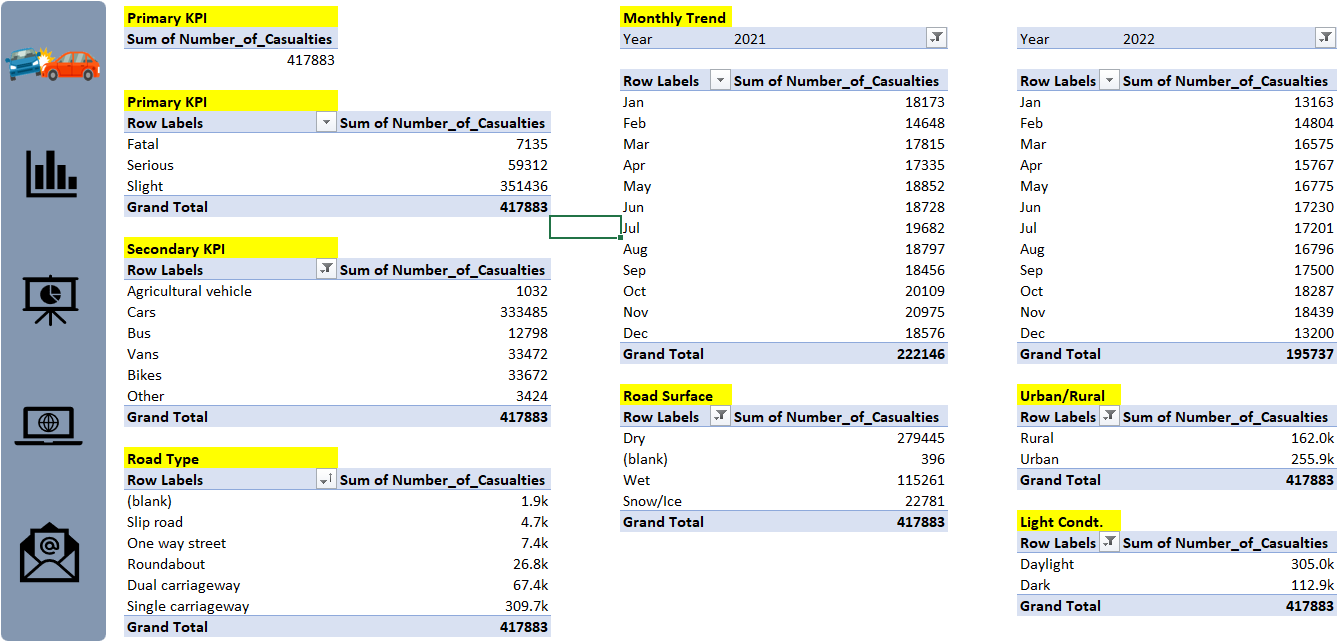 Primary KPI
Sum of Number_of_Casualties
417883
Primary KPI
Row Labels Sum of Number_of_Casualties
Fatal 7135
Serious 59312
Slight 351436
Grand Total 417883
Secondary KPI
Row Labels Sum of Number_of_Casualties
Agricultural vehicle 1032
Cars 333485
Bus 12798
Vans 33472
Bikes 33672
Other 3424
Grand Total 417883
Road Type
Row Labels Sum of Number_of_Casualties
(blank) 1.9k
Slip road 4.7k
One way street 7.4k
Roundabout 26.8k
Dual carriageway 67.4k
Single carriageway 309.7k
Grand Total 417883
Monthly Trend
Year 2021
Row Labels Sum of Number_of_Casualties
Jan 18173
Feb 14648
Mar 17815
Apr 17335
May 18852
Jun 18728
Jul 19682
Aug 18797
Sep 18456
Oct 20109
Nov 20975
Dec 18576
Grand Total 222146
Road Surface
Row Labels Sum of Number_of_Casualties
Dry 279445
(blank) 396
Wet 115261
Snow/Ice 22781
Grand Total 417883
Year 2022
Row Labels Sum of Number_of_Casualties
Jan 13163
Feb 14804
Mar 16575
Apr 15767
May 16775
Jun 17230
Jul 17201
Aug 16796
Sep 17500
Oct 18287
Nov 18439
Dec 13200
Grand Total 195737
Urban/Rural
Row Labels Sum of Number_of_Casualties
Rural 162.0k
Urban 255.9k
Grand Total 417883
Light Condt.
Row Labels Sum of Number_of_Casualties
Daylight 305.0k
Dark 112.9k
Grand Total 417883